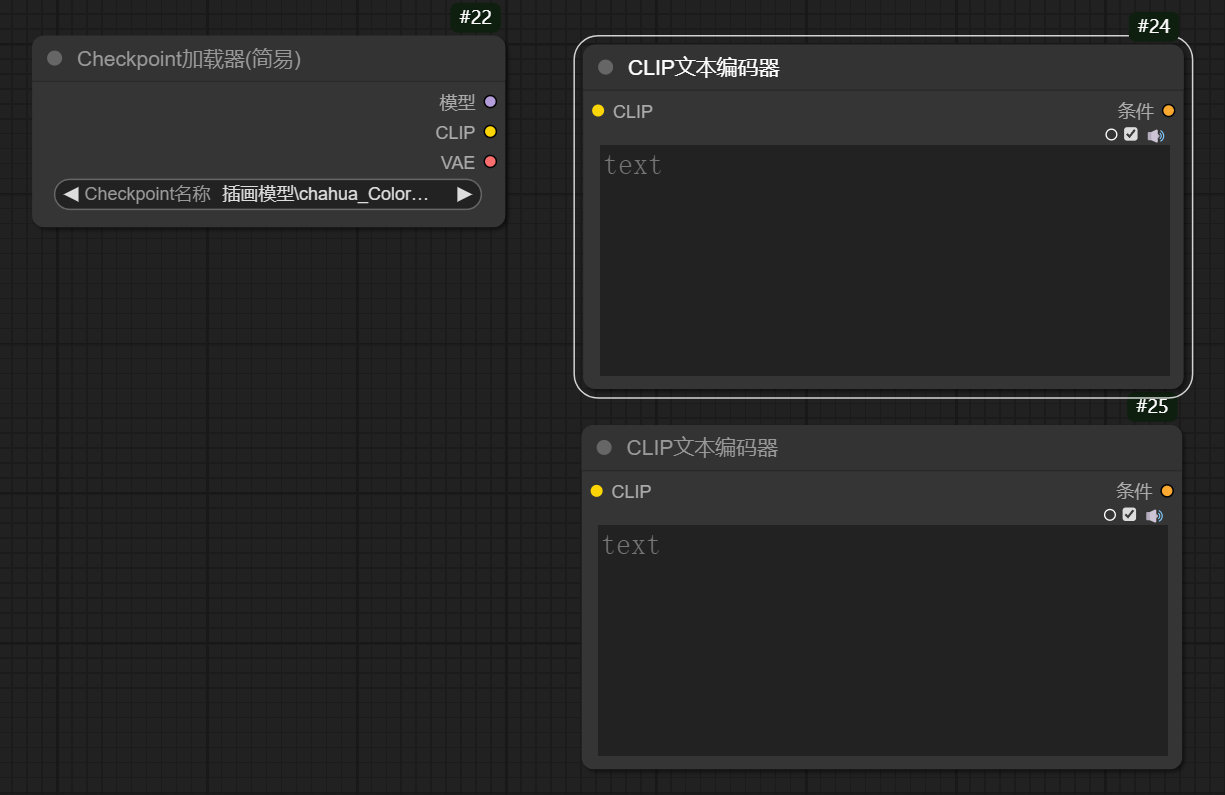 #22
Checkpoint加载器(简易)
模型
CLIP
VAE
Checkpoint名称 插画模型\chahua_Color...
#24
CLIP文本编码器
CLIP 条件
text
#25
CLIP文本编码器
CLIP 条件
text